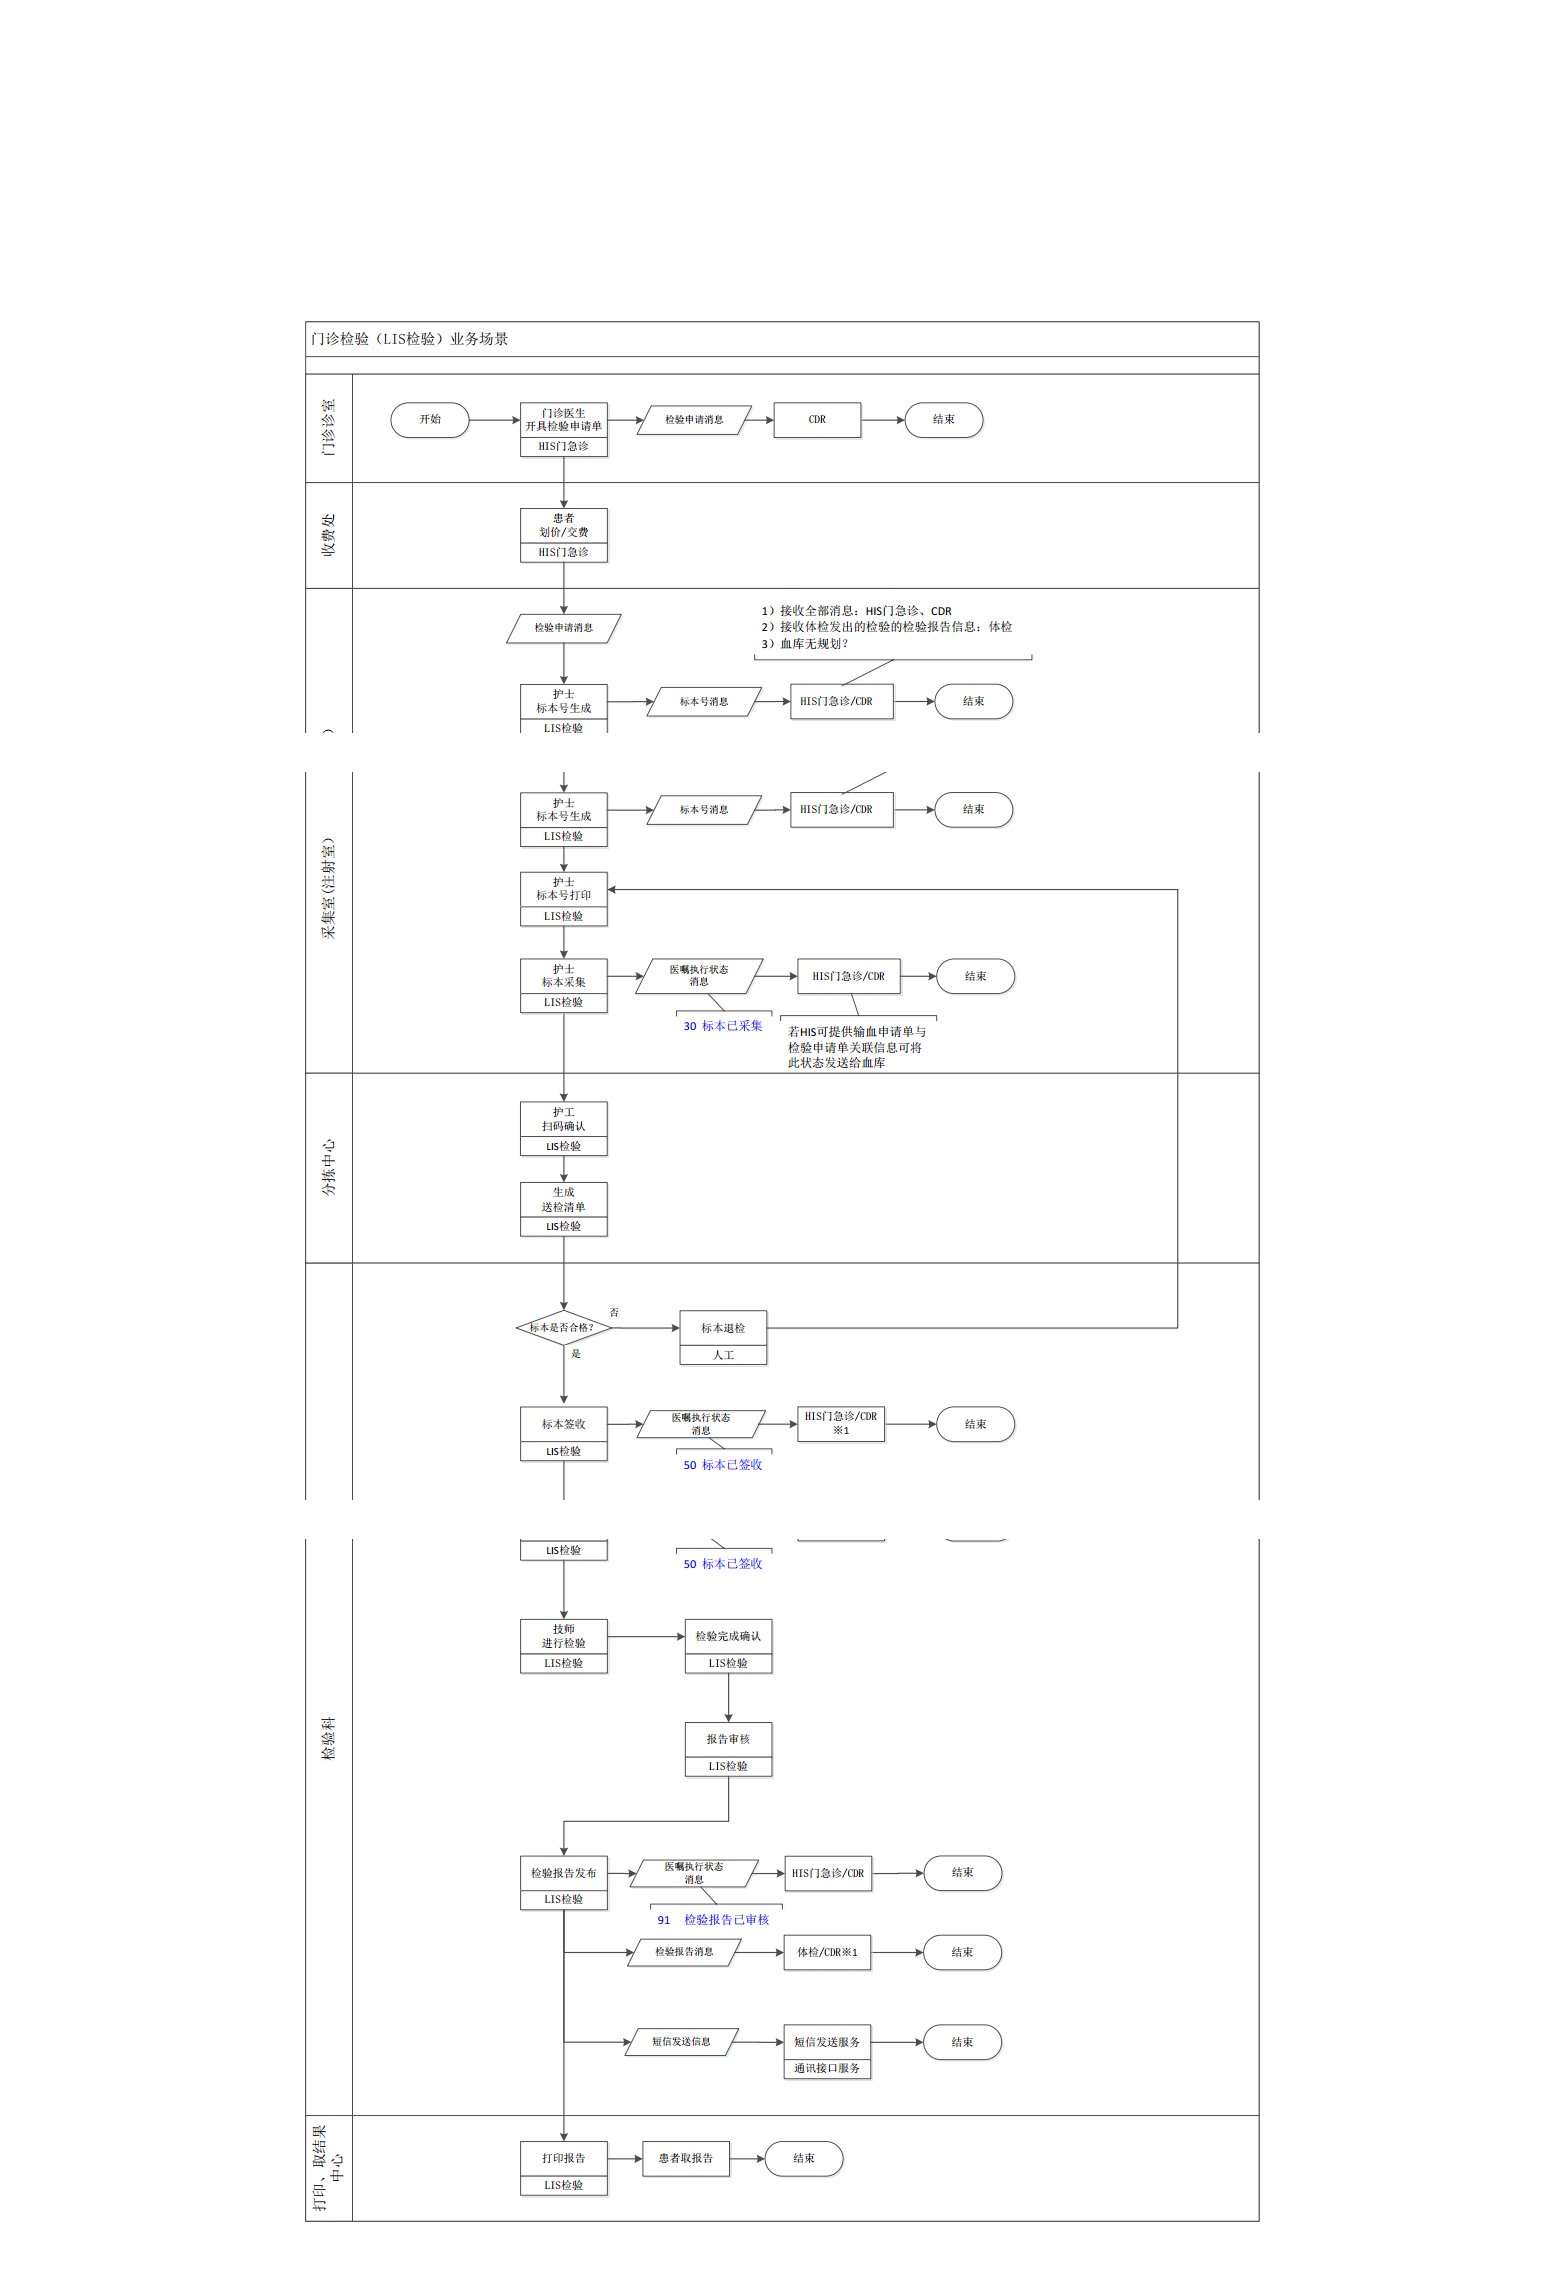 门诊检验（LIS检验）业务场景
门诊诊室
开始
门诊医生
开具检验申请单
HIS门急诊
检验申请消息
CDR
结束
收费处
患者
划价/交费
HIS门急诊
检验申请消息
1）接收全部消息：HIS门急诊、CDR
2）接收体检发出的检验的检验报告信息：体检
3）血库无规划？
护士
标本号生成
LIS检验
标本号消息
HIS门急诊/CDR
结束
）
采集室(注射室）
护士
标本号生成
LIS检验
标本号消息
HIS门急诊/CDR
结束
护士
标本号打印
LIS检验
护士
标本采集
LIS检验
医嘱执行状态
消息
HIS门急诊/CDR
结束
30 标本已采集
若HIS可提供输血申请单与
检验申请单关联信息可将
此状态发送给血库
分拣中心
护工
扫码确认
LIS检验
生成
送检清单
LIS检验
标本是否合格？
否
是
标本退检
人工
标本签收
LIS检验
医嘱执行状态
消息
HIS门急诊/CDR
※1
结束
50 标本已签收
LIS检验
50 标本已签收
检验科
技师
进行检验
LIS检验
检验完成确认
LIS检验
报告审核
LIS检验
检验报告发布
LIS检验
医嘱执行状态
消息
HIS门急诊/CDR
结束
91 检验报告已审核
检验报告消息
体检/CDR※1
结束
短信发送信息
短信发送服务
通讯接口服务
结束
打印、取结果
中心
打印报告
LIS检验
患者取报告
结束